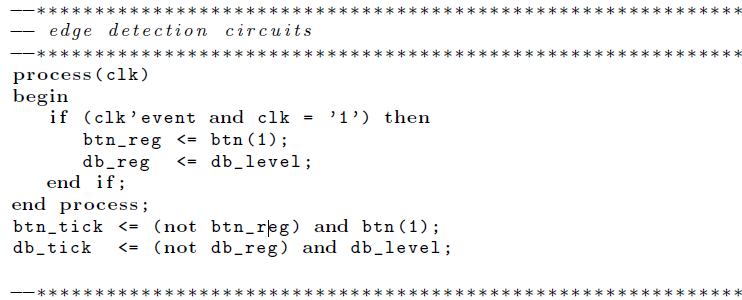 --************************************************************
-- edge detection circuits
--************************************************************
process(clk)
begin
if (clk'event and clk = '1') then
btn_reg <= btn(1);
db_reg <= db_level;
end if;
end process;
btn_tick <= (not btn_reg) and btn(1);
db_tick <= (not db_reg) and db_level;
--************************************************************